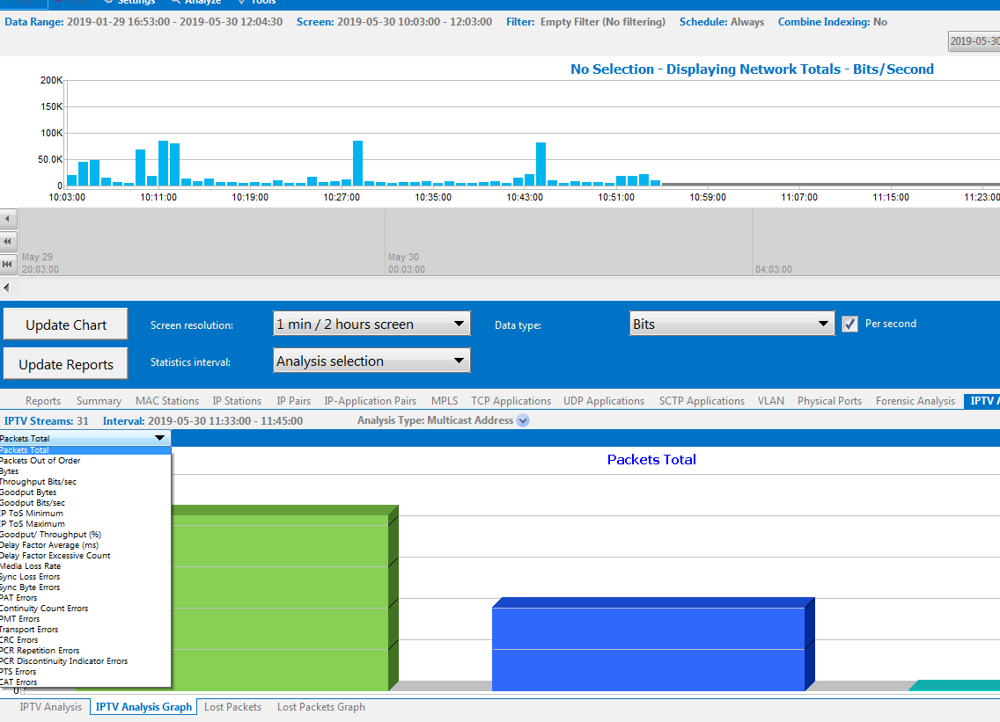 Settings Analyze Tools
Data Range: 2019-01-29 16:53:00 - 2019-05-30 12:04:30 Screen: 2019-05-30 10:03:00 - 12:03:00 Filter: Empty Filter (No filtering) Schedule: Always Combine Indexing: No
2019-05-30
No Selection - Displaying Network Totals - Bits/Second
200K
150K
100K
50.0K
0
10:03:00 10:11:00 10:19:00 10:27:00 10:35:00 10:43:00 10:51:00 10:59:00 11:07:00 11:15:00 11:23:00
May 29 May 30
20:03:00 00:03:00 04:03:00
Update Chart Screen resolution: 1 min / 2 hours screen Data type: Bits Per second
Update Reports Statistics interval: Analysis selection
Reports Summary MAC Stations IP Stations IP Pairs IP-Application Pairs MPLS TCP Applications UDP Applications SCTP Applications VLAN Physical Ports Forensic Analysis IPTV A
IPTV Streams: 31 Interval: 2019-05-30 11:33:00 - 11:45:00 Analysis Type: Multicast Address
Packets Total
Packets Total
Packets Total
Packets Out of Order
Bytes
Throughput Bits/sec
Goodput Bytes
Goodput Bits/sec
IP ToS Minimum
IP ToS Maximum
Goodput/ Throughput (%)
Delay Factor Average (ms)
Delay Factor Excessive Count
Media Loss Rate
Sync Loss Errors
Sync Byte Errors
PAT Errors
Continuity Count Errors
PMT Errors
Transport Errors
CRC Errors
PCR Repetition Errors
PCR Discontinuity Indicator Errors
PTS Errors
CAT Errors
0
IPTV Analysis IPTV Analysis Graph Lost Packets Lost Packets Graph